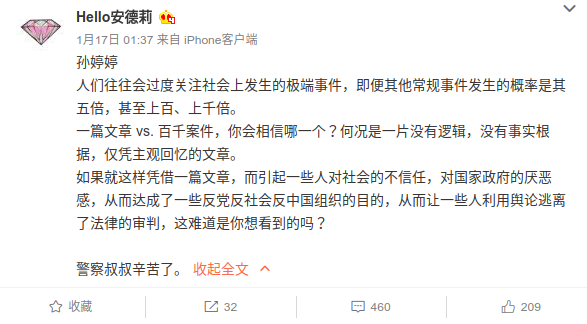 Hello安德莉
1月17日 01:37 来自 iPhone客户端
孙婷婷
人们往往会过度关注社会上发生的极端事件，即便其他常规事件发生的概率是其
五倍，甚至上百、上千倍。
一篇文章 vs. 百千案件，你会相信哪一个？何况是一片没有逻辑，没有事实根
据，仅凭主观回忆的文章。
如果就这样凭借一篇文章，而引起一些人对社会的不信任，对国家政府的厌恶
感，从而达成了一些反党反社会反中国组织的目的，从而让一些人利用舆论逃离
了法律的审判，这难道是你想看到的吗？
警察叔叔辛苦了。 收起全文
收藏 32 460 209